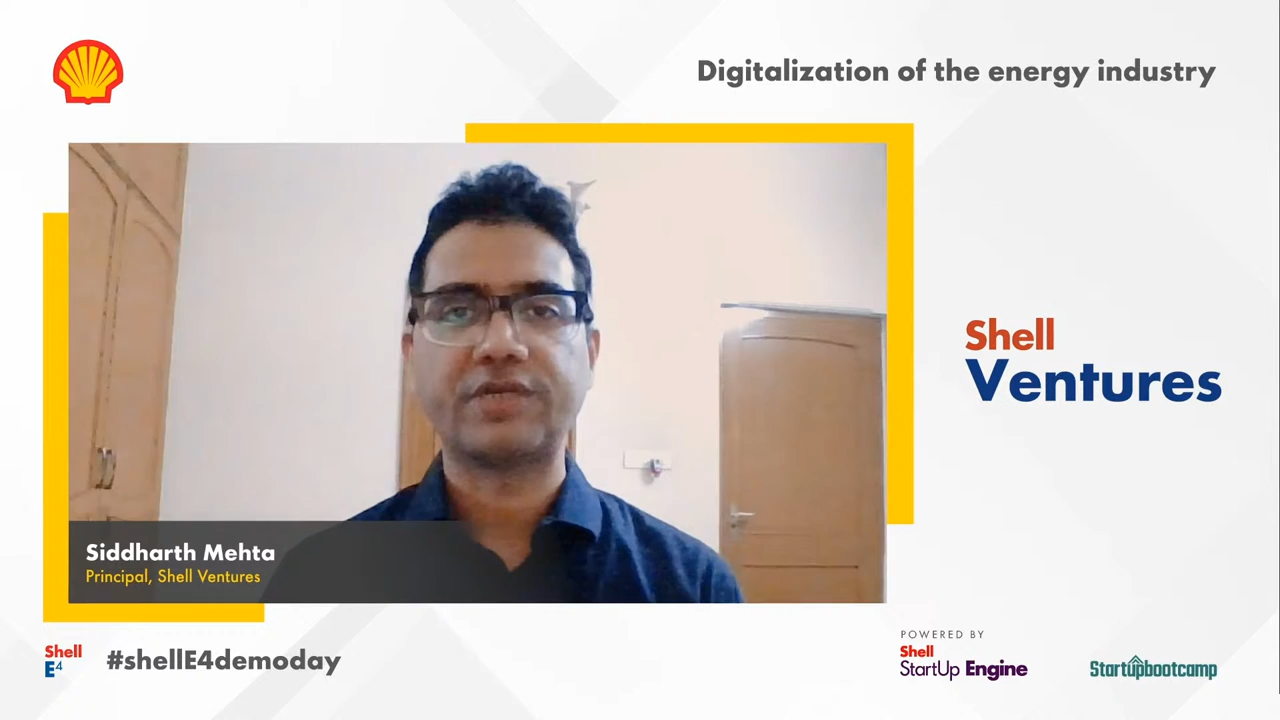 Digitalization of the energy industry
Shell
Ventures
Siddharth Mehta
Principal, Shell Ventures
Shell
E4
#shellE4demoday
POWERED BY
Shell
StartUp Engine
Startupbootcamp